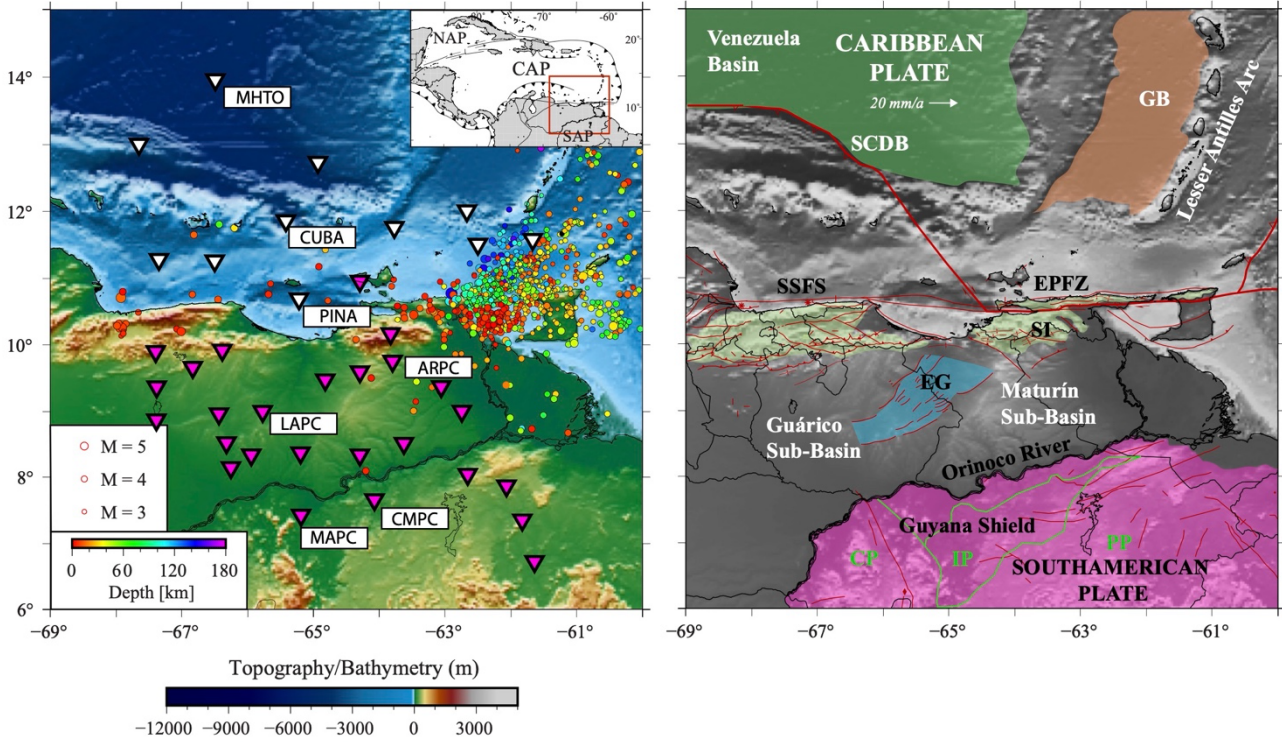 −80° −70° −60°
NAP
20°
CAP
10°
SAP
14°
12°
10°
8°
6°
MHTO
CUBA
PINA
ARPC
LAPC
CMPC
MAPC
M = 5
M = 4
M = 3
0 60 120 180
Depth [km]
−69 −67 −65 −63 −61
Topography/Bathymetry (m)
−12000 −9000 −6000 −3000 0 3000
Venezuela
Basin
CARIBBEAN
PLATE
20 mm/a
SCDB
GB
Lesser Antilles Arc
SSFS
EPFZ
SI
EG
Maturín
Sub-Basin
Guárico
Sub-Basin
Orinoco River
Guyana Shield
CP
IP
PP
SOUTHAMERICAN
PLATE
−69 −67 −65 −63 −61